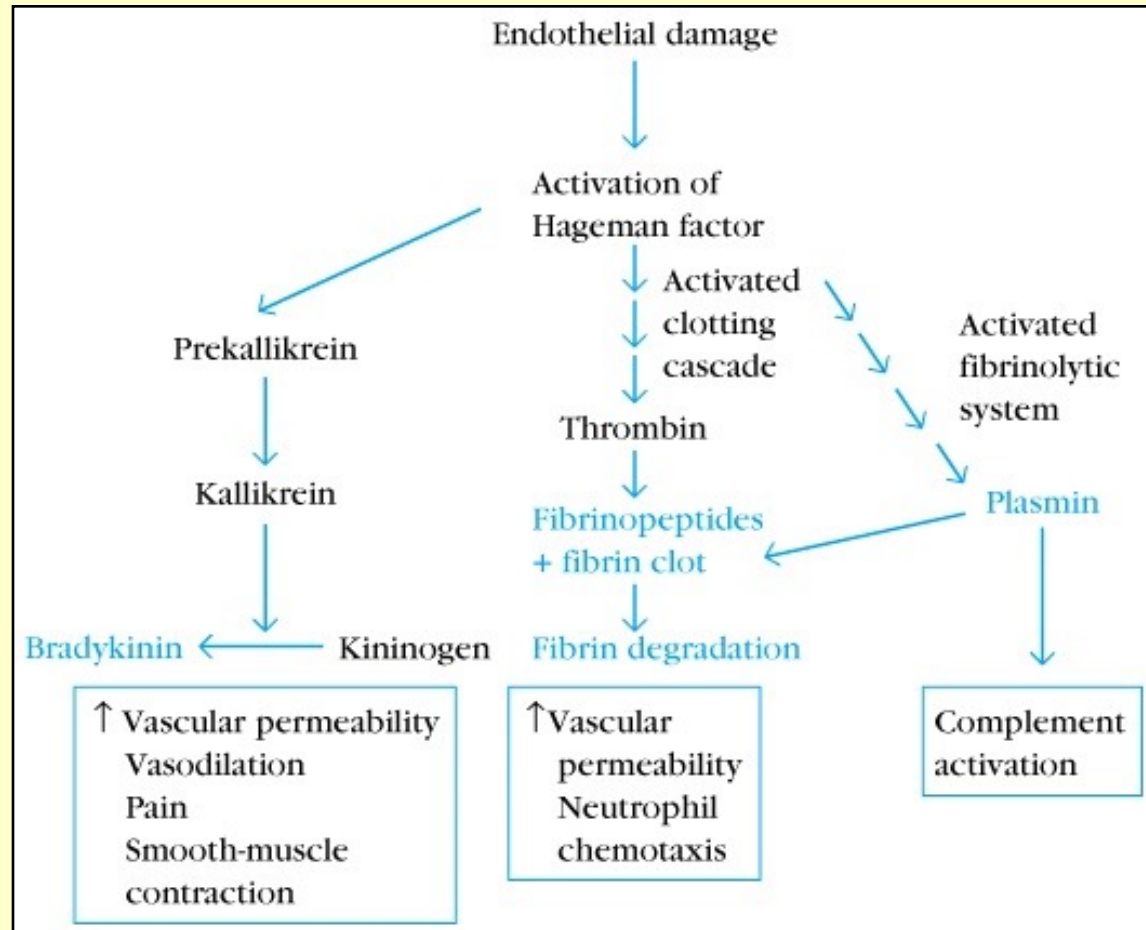 Endothelial damage
Activation of
Hageman factor
Activated
clotting
cascade
Activated
fibrinolytic
system
Prekallikrein
Thrombin
Kallikrein
Fibrinopeptides
+ fibrin clot
Plasmin
Bradykinin
Kininogen
Fibrin degradation
↑ Vascular permeability
Vasodilation
Pain
Smooth-muscle
contraction
↑Vascular
permeability
Neutrophil
chemotaxis
Complement
activation